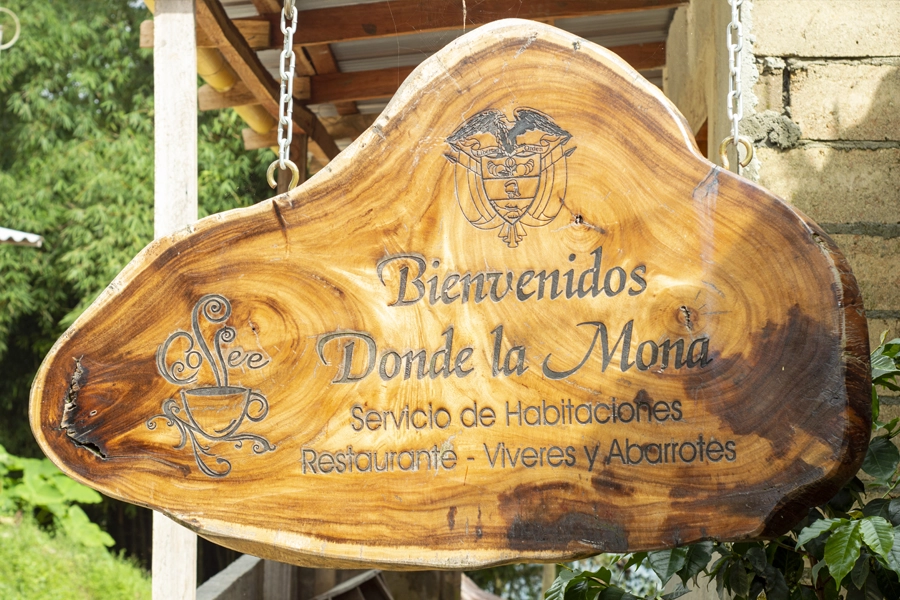 Bienvenidos
Coffee
Donde la Mona
Servicio de Habitaciones
Restaurante - Viveres y Abarrotes